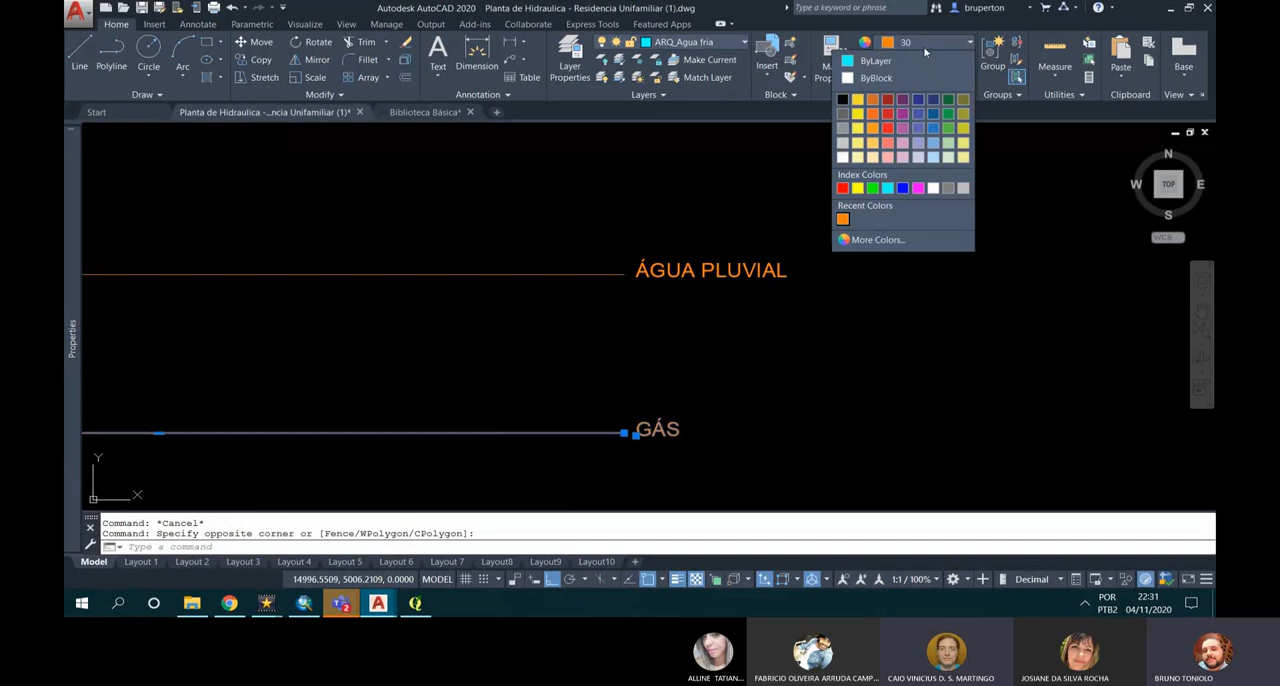 Autodesk AutoCAD 2020 Planta de Hidraulica - Residencia Unifamiliar (1).dwg
Type a keyword or phrase
bruperton
Home Insert Annotate Parametric Visualize View Manage Output Add-ins Collaborate Express Tools Featured Apps
Line Polyline Circle Arc
Move Rotate Trim
Copy Mirror Fillet
Stretch Scale Array
Text Dimension Table
Layer Properties
ARQ_Agua fria
Make Current
Match Layer
Insert
30
Group Measure Paste Base
Draw Modify Annotation Layers Block Groups Utilities Clipboard View
ByLayer
ByBlock
Index Colors
Recent Colors
More Colors...
Start Planta de Hidraulica -...ncia Unifamiliar (1)* Biblioteca Básica*
N
W TOP E
S
WCS
ÁGUA PLUVIAL
GÁS
Properties
Y
X
Command: *Cancel*
Command: Specify opposite corner or [Fence/WPolygon/CPolygon]:
Type a command
Model Layout 1 Layout 2 Layout 3 Layout 4 Layout 5 Layout 6 Layout 7 Layout8 Layout9 Layout10
14996.5509, 5006.2109, 0.0000 MODEL 1:1 / 100% Decimal
POR 22:31
PTB2 04/11/2020
ALLINE TATIAN... FABRICIO OLIVEIRA ARRUDA CAMP... CAIO VINICIUS D. S. MARTINGO JOSIANE DA SILVA ROCHA BRUNO TONIOLO